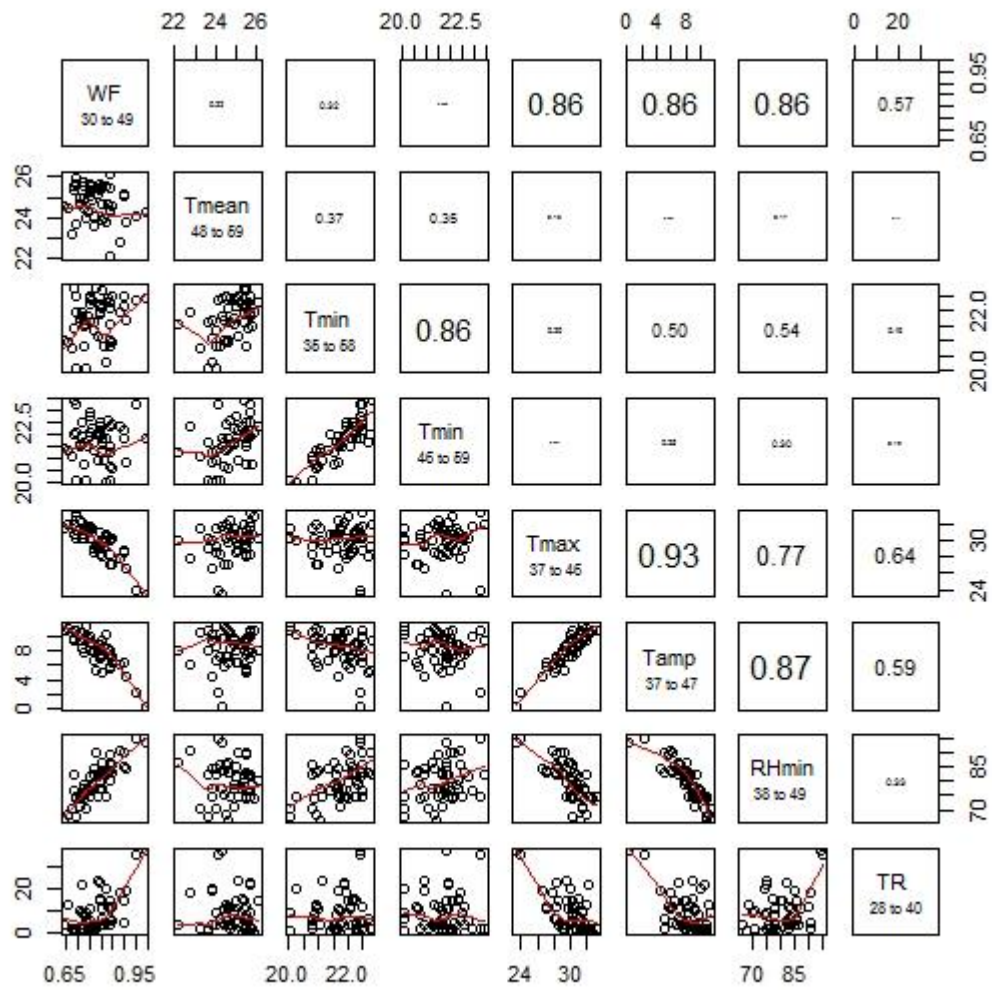 22 24 26 20.0 22.5 0 4 8 0 20
WF 0.86 0.86 0.86 0.57 0.65 0.95
30 to 49
22 24 26 Tmean 0.37 0.35
48 to 59
Tmin 0.86 0.50 0.54 20.0 22.0
35 to 58
20.0 22.5 Tmin
45 to 59
Tmax 0.93 0.77 0.64 24 30
37 to 45
0 4 8 Tamp 0.87 0.59
37 to 47
RHmin 70 85
38 to 49
0 20 TR
28 to 40
0.65 0.95 20.0 22.0 24 30 70 85